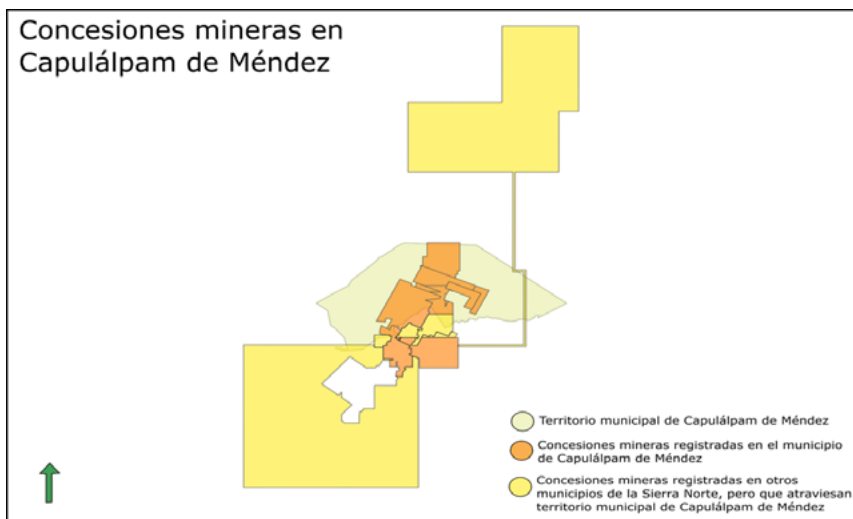 Concesiones mineras en
Capulálpam de Méndez
Territorio municipal de Capulálpam de Méndez
Concesiones mineras registradas en el municipio
de Capulálpam de Méndez
Concesiones mineras registradas en otros
municipios de la Sierra Norte, pero que atraviesan
territorio municipal de Capulálpam de Méndez